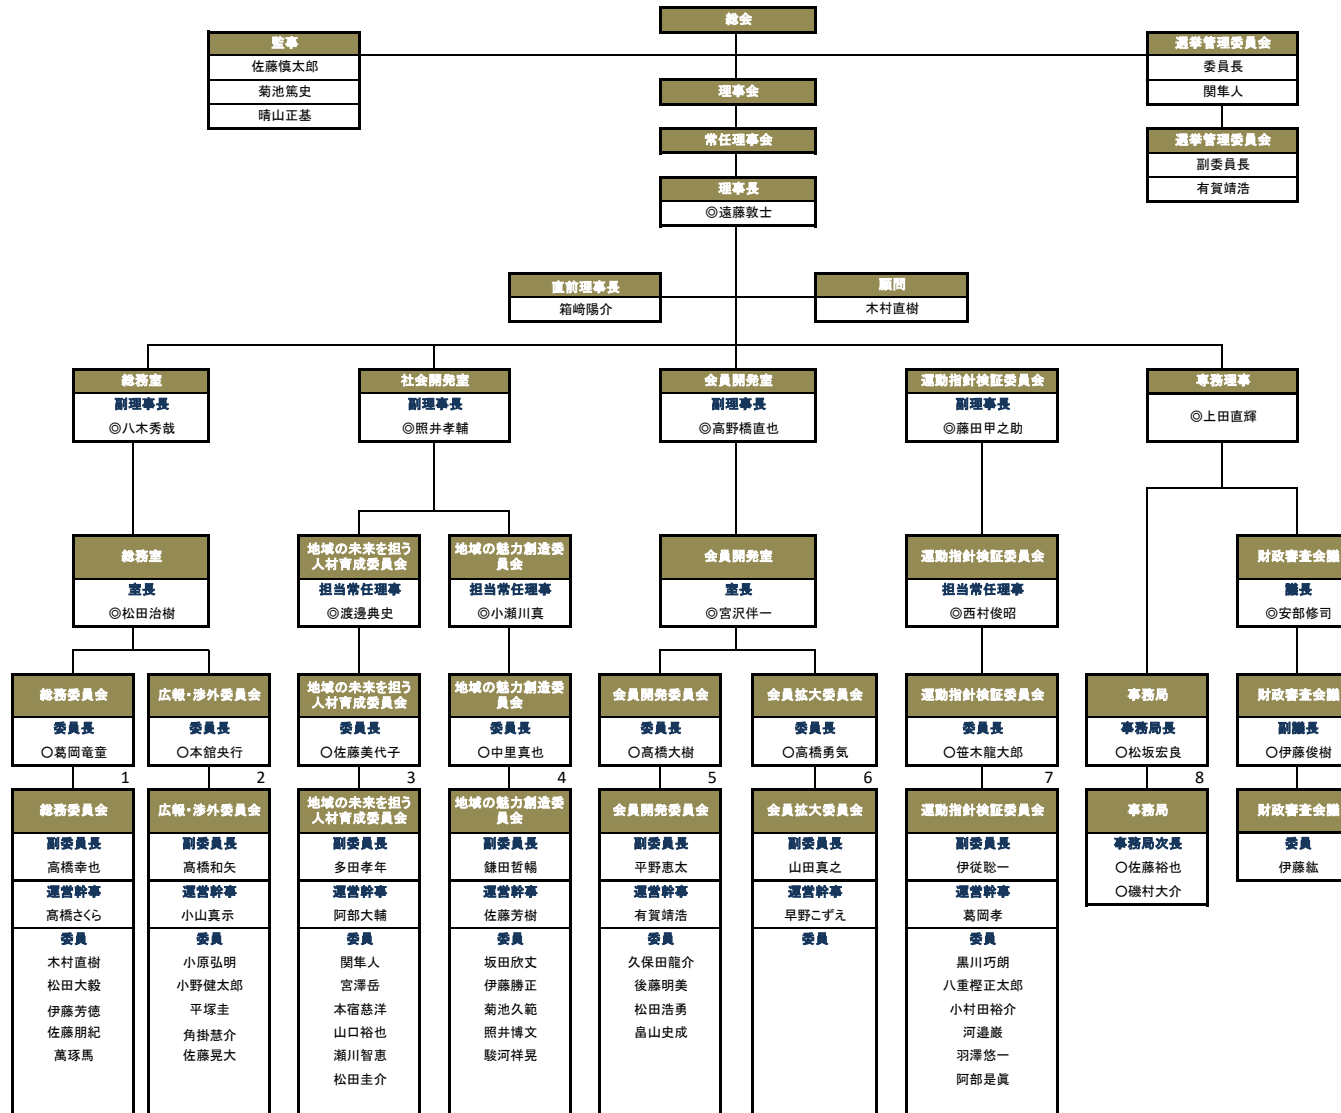 総会
監事
佐藤慎太郎
菊池篤史
晴山正基
選挙管理委員会
委員長
関隼人
理事会
常任理事会
選挙管理委員会
副委員長
有賀靖浩
理事長
◎遠藤敦士
直前理事長
箱﨑陽介
顧問
木村直樹
総務室
副理事長
◎八木秀哉
社会開発室
副理事長
◎照井孝輔
会員開発室
副理事長
◎高野橋直也
運動指針検証委員会
副理事長
◎藤田甲之助
専務理事
◎上田直輝
総務室
室長
◎松田治樹
地域の未来を担う
人材育成委員会
担当常任理事
◎渡邊典史
地域の魅力創造委
員会
担当常任理事
◎小瀬川真
会員開発室
室長
◎宮沢伴一
運動指針検証委員会
担当常任理事
◎西村俊昭
財政審査会議
議長
◎安部修司
総務委員会
委員長
〇葛岡竜童
1
広報・渉外委員会
委員長
〇本舘央行
2
地域の未来を担う
人材育成委員会
委員長
〇佐藤美代子
3
地域の魅力創造委
員会
委員長
〇中里真也
4
会員開発委員会
委員長
〇髙橋大樹
5
会員拡大委員会
委員長
〇高橋勇気
6
運動指針検証委員会
委員長
〇笹木龍大郎
7
事務局
事務局長
〇松坂宏良
8
財政審査会議
副議長
〇伊藤俊樹
総務委員会
副委員長
高橋幸也
運営幹事
髙橋さくら
委員
木村直樹
松田大毅
伊藤芳徳
佐藤朋紀
萬琢馬
広報・渉外委員会
副委員長
髙橋和矢
運営幹事
小山真示
委員
小原弘明
小野健太郎
平塚圭
角掛慧介
佐藤晃大
地域の未来を担う
人材育成委員会
副委員長
多田孝年
運営幹事
阿部大輔
委員
関隼人
宮澤岳
本宿慈洋
山口裕也
瀬川智恵
松田圭介
地域の魅力創造委
員会
副委員長
鎌田哲暢
運営幹事
佐藤芳樹
委員
坂田欣丈
伊藤勝正
菊池久範
照井博文
駿河祥晃
会員開発委員会
副委員長
平野恵太
運営幹事
有賀靖浩
委員
久保田龍介
後藤明美
松田浩勇
畠山史成
会員拡大委員会
副委員長
山田真之
運営幹事
早野こずえ
委員
運動指針検証委員会
副委員長
伊従聡一
運営幹事
葛岡孝
委員
黒川巧朗
八重樫正太郎
小村田裕介
河邉巌
羽澤悠一
阿部是眞
事務局
事務局次長
〇佐藤裕也
〇磯村大介
財政審査会議
委員
伊藤紘